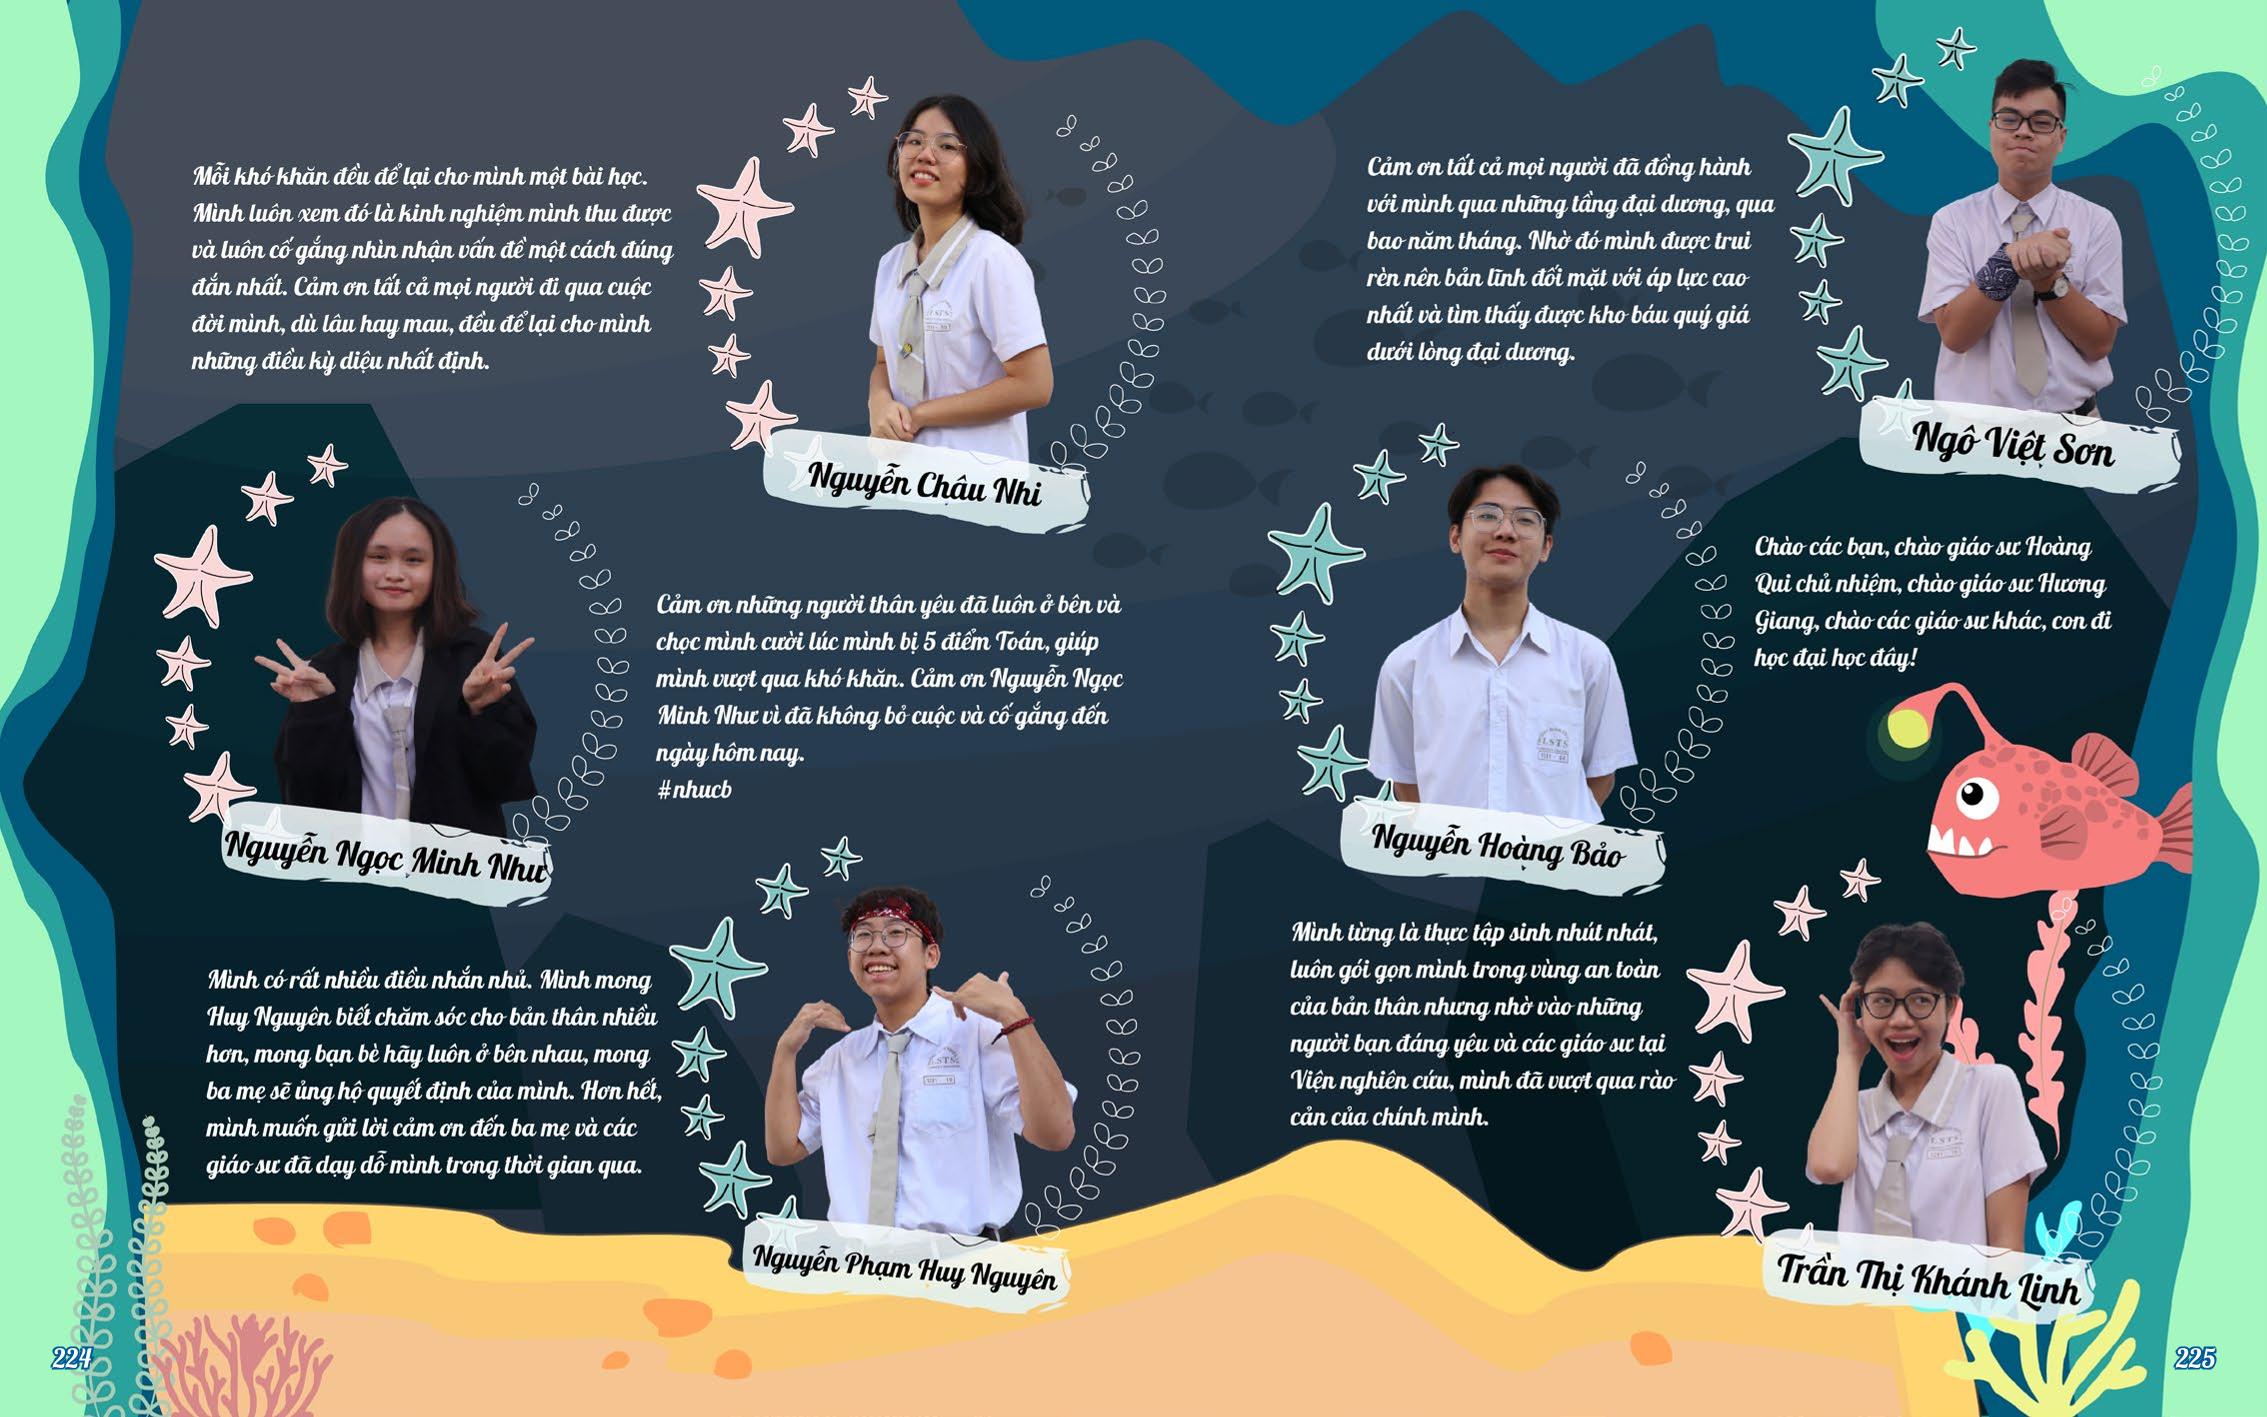 Mỗi khó khăn đều để lại cho mình một bài học.
Mình luôn xem đó là kinh nghiệm mình thu được
và luôn cố gắng nhìn nhận vấn đề một cách đúng
đắn nhất. Cảm ơn tất cả mọi người đi qua cuộc
đời mình, dù lâu hay mau, đều để lại cho mình
những điều kỳ diệu nhất định.
Nguyễn Châu Nhi
Nguyễn Ngọc Minh Như
Cảm ơn những người thân yêu đã luôn ở bên và
chọc mình cười lúc mình bị 5 điểm Toán, giúp
mình vượt qua khó khăn. Cảm ơn Nguyễn Ngọc
Minh Như vì đã không bỏ cuộc và cố gắng đến
ngày hôm nay.
#nhucb
Mình có rất nhiều điều nhắn nhủ. Mình mong
Huy Nguyên biết chăm sóc cho bản thân nhiều
hơn, mong bạn bè hãy luôn ở bên nhau, mong
ba mẹ sẽ ủng hộ quyết định của mình. Hơn hết,
mình muốn gửi lời cảm ơn đến ba mẹ và các
giáo sư đã dạy dỗ mình trong thời gian qua.
Nguyễn Phạm Huy Nguyên
224
Cảm ơn tất cả mọi người đã đồng hành
với mình qua những tầng đại dương, qua
bao năm tháng. Nhờ đó mình được trui
rèn nên bản lĩnh đối mặt với áp lực cao
nhất và tìm thấy được kho báu quý giá
dưới lòng đại dương.
Ngô Việt Sơn
Nguyễn Hoàng Bảo
Chào các bạn, chào giáo sư Hoàng
Qui chủ nhiệm, chào giáo sư Hương
Giang, chào các giáo sư khác, con đi
học đại học đây!
Mình từng là thực tập sinh nhút nhát,
luôn gói gọn mình trong vùng an toàn
của bản thân nhưng nhờ vào những
người bạn đáng yêu và các giáo sư tại
Viện nghiên cứu, mình đã vượt qua rào
cản của chính mình.
Trần Thị Khánh Linh
225